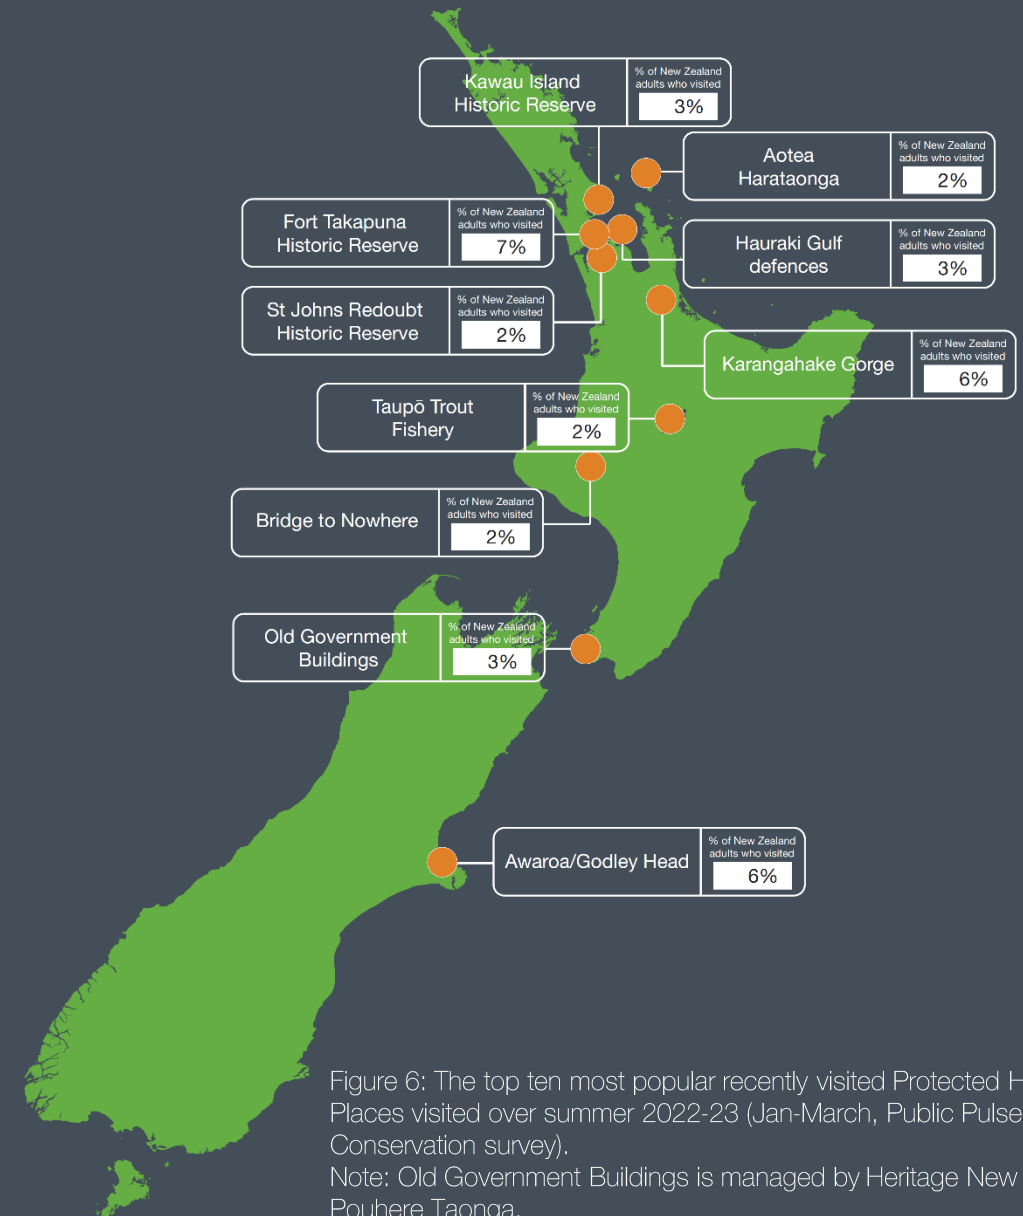 Kawau Island
Historic Reserve
% of New Zealand
adults who visited
3%
Aotea
Harataonga
% of New Zealand
adults who visited
2%
Fort Takapuna
Historic Reserve
% of New Zealand
adults who visited
7%
Hauraki Gulf
defences
% of New Zealand
adults who visited
3%
St Johns Redoubt
Historic Reserve
% of New Zealand
adults who visited
2%
Karangahake Gorge
% of New Zealand
adults who visited
6%
Taupō Trout
Fishery
% of New Zealand
adults who visited
2%
Bridge to Nowhere
% of New Zealand
adults who visited
2%
Old Government
Buildings
% of New Zealand
adults who visited
3%
Awaroa/Godley Head
% of New Zealand
adults who visited
6%
Figure 6: The top ten most popular recently visited Protected H
Places visited over summer 2022-23 (Jan-March, Public Pulse
Conservation survey).
Note: Old Government Buildings is managed by Heritage New
Pouhere Taonga.